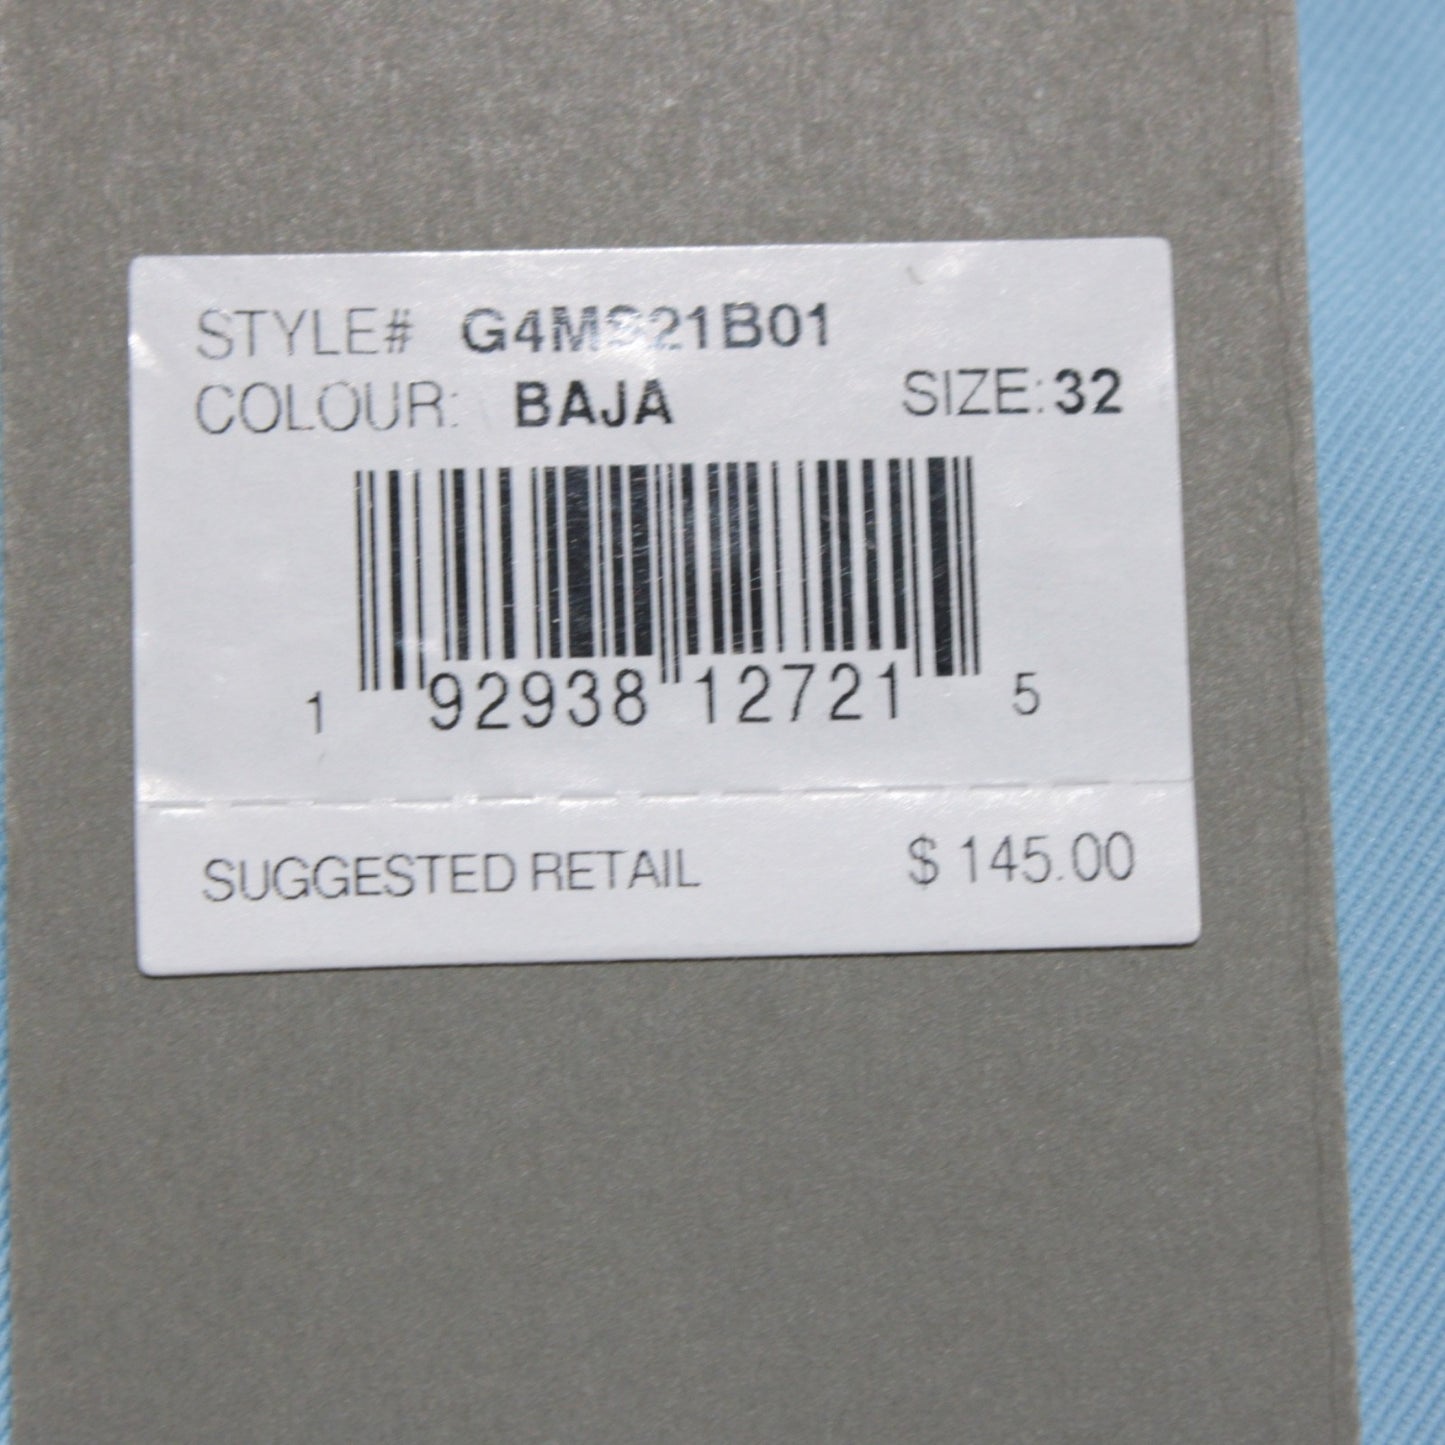 STYLE# G4MS21B01
COLOUR: BAJA SIZE: 32
1 92938 12721 5
SUGGESTED RETAIL $ 145.00